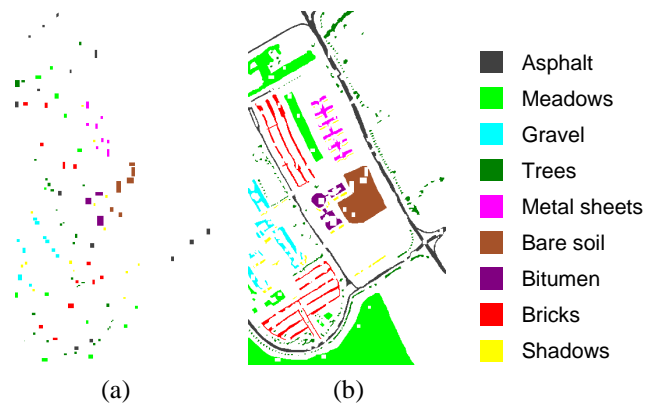 Asphalt
Meadows
Gravel
Trees
Metal sheets
Bare soil
Bitumen
Bricks
Shadows
(a)
(b)